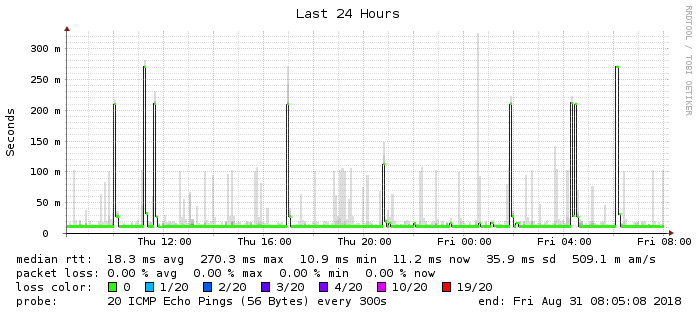 Last 24 Hours
RRDTOOL / TOBI OETIKER
Seconds
300 m
250 m
200 m
150 m
100 m
50 m
0
Thu 12:00 Thu 16:00 Thu 20:00 Fri 00:00 Fri 04:00 Fri 08:00
median rtt: 18.3 ms avg 270.3 ms max 10.9 ms min 11.2 ms now 35.9 ms sd 509.1 m am/s
packet loss: 0.00 % avg 0.00 % max 0.00 % min 0.00 % now
loss color: 0 1/20 2/20 3/20 4/20 10/20 19/20
probe: 20 ICMP Echo Pings (56 Bytes) every 300s end: Fri Aug 31 08:05:08 2018